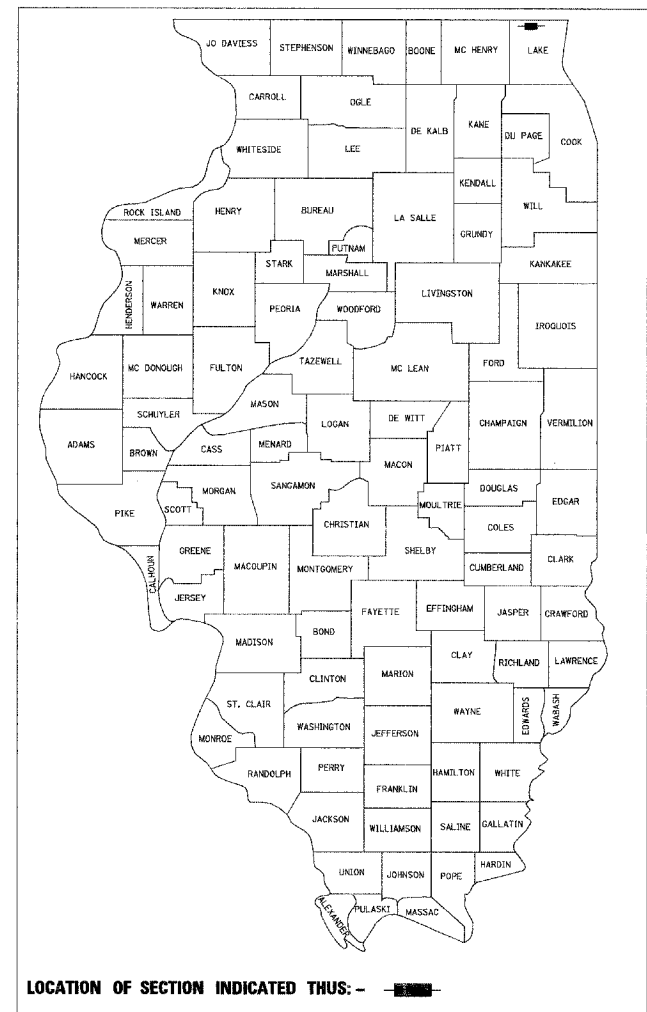 JO DAVIESS STEPHENSON WINNEBAGO BOONE MC HENRY LAKE
CARROLL OGLE DE KALB KANE DU PAGE COOK
WHITESIDE LEE
KENDALL
ROCK ISLAND HENRY BUREAU LA SALLE GRUNDY WILL
MERCER PUTNAM
STARK MARSHALL KANKAKEE
HENDERSON WARREN KNOX PEORIA WOODFORD LIVINGSTON
IROQUOIS
HANCOCK MC DONOUGH FULTON TAZEWELL MC LEAN FORD
MASON
SCHUYLER LOGAN DE WITT CHAMPAIGN VERMILION
ADAMS BROWN CASS MENARD PIATT
MACON
PIKE SCOTT MORGAN SANGAMON MOULTRIE DOUGLAS EDGAR
CHRISTIAN COLES
CALHOUN GREENE MACOUPIN MONTGOMERY SHELBY CUMBERLAND CLARK
JERSEY
FAYETTE EFFINGHAM JASPER CRAWFORD
MADISON BOND
CLAY RICHLAND LAWRENCE
CLINTON MARION
ST. CLAIR WAYNE EDWARDS WABASH
WASHINGTON JEFFERSON
MONROE
RANDOLPH PERRY HAMILTON WHITE
FRANKLIN
JACKSON WILLIAMSON SALINE GALLATIN
UNION JOHNSON POPE HARDIN
ALEXANDER PULASKI MASSAC
LOCATION OF SECTION INDICATED THUS: -